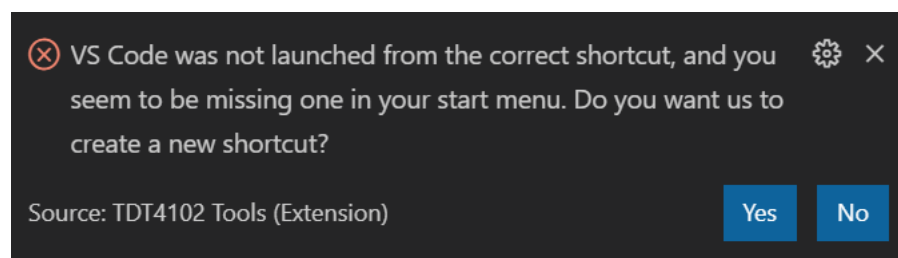 VS Code was not launched from the correct shortcut, and you
seem to be missing one in your start menu. Do you want us to
create a new shortcut?
Source: TDT4102 Tools (Extension)
Yes
No